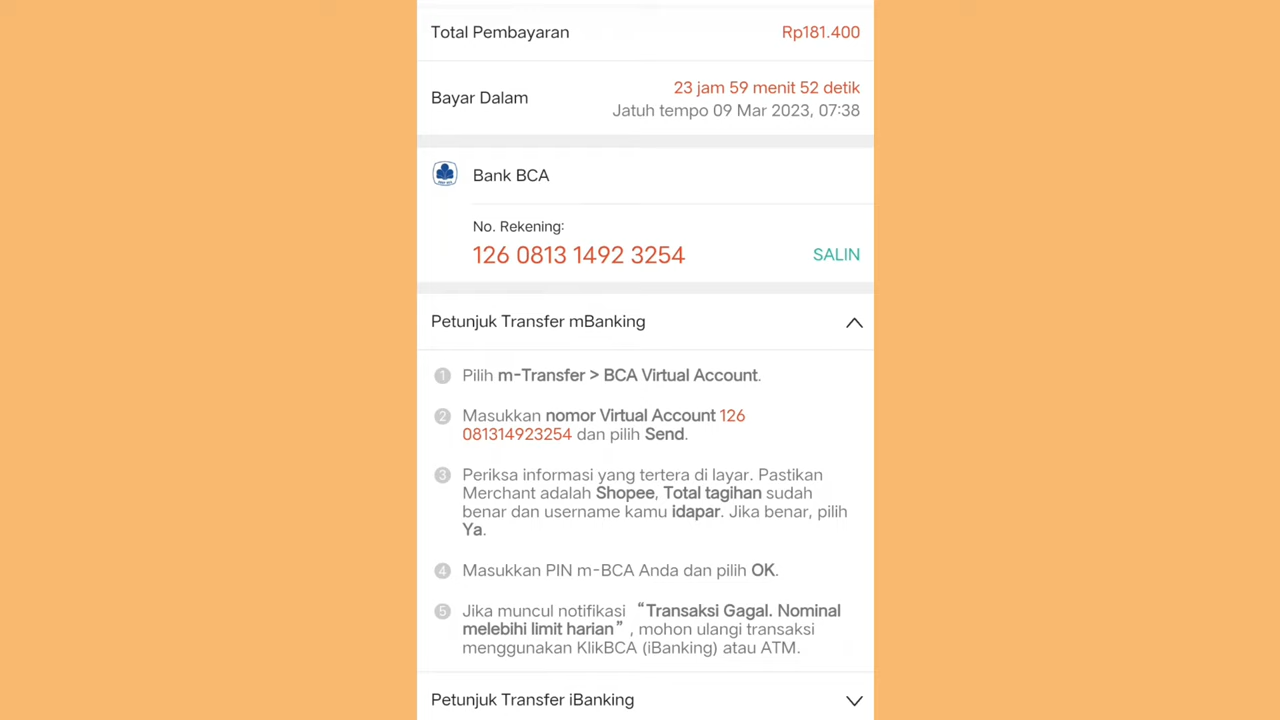 Total Pembayaran Rp181.400
23 jam 59 menit 52 detik
Bayar Dalam
Jatuh tempo 09 Mar 2023, 07:38
Bank BCA
No. Rekening:
126 0813 1492 3254 SALIN
Petunjuk Transfer mBanking
1 Pilih m-Transfer > BCA Virtual Account.
2 Masukkan nomor Virtual Account 126
081314923254 dan pilih Send.
3 Periksa informasi yang tertera di layar. Pastikan
Merchant adalah Shopee, Total tagihan sudah
benar dan username kamu idapar. Jika benar, pilih
Ya.
4 Masukkan PIN m-BCA Anda dan pilih OK.
5 Jika muncul notifikasi “Transaksi Gagal. Nominal
melebihi limit harian”, mohon ulangi transaksi
menggunakan KlikBCA (iBanking) atau ATM.
Petunjuk Transfer iBanking